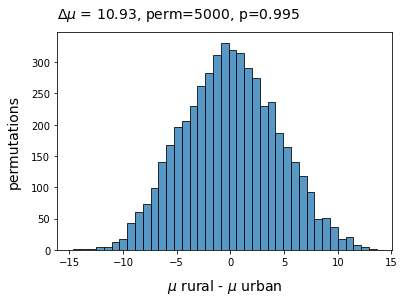 Δμ = 10.93, perm=5000, p=0.995
300
250
200
150
100
50
0
permutations
−15 −10 −5 0 5 10 15
μ rural - μ urban